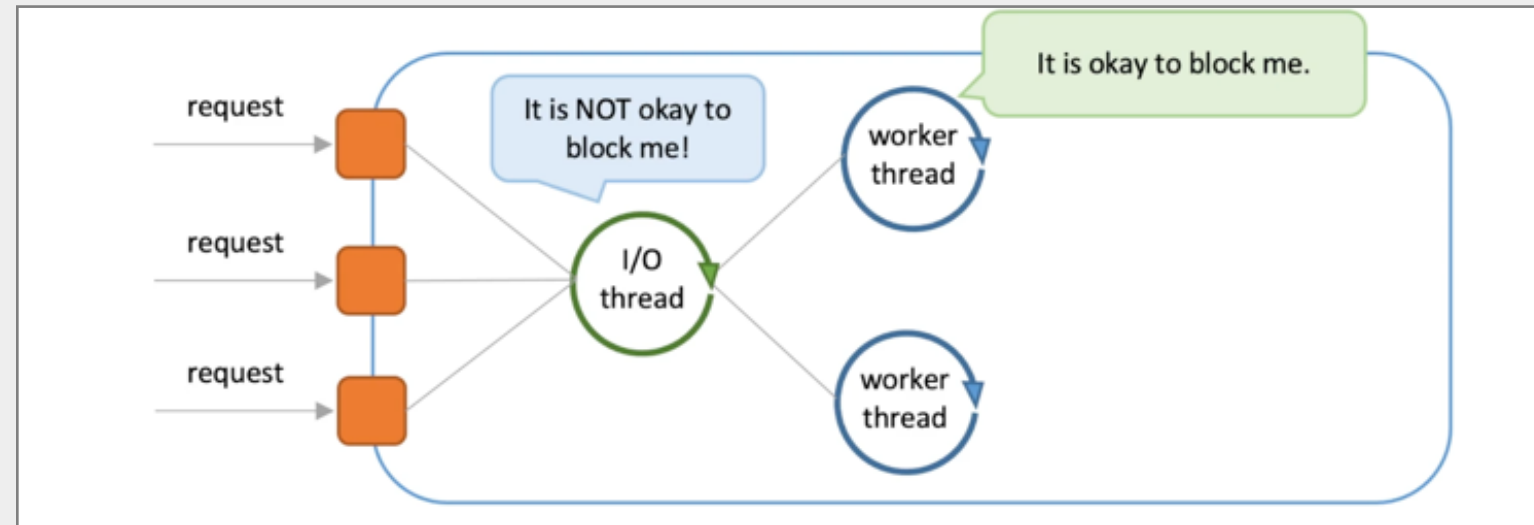 It is okay to block me.
request
It is NOT okay to
block me!
worker
thread
request
I/O
thread
request
worker
thread